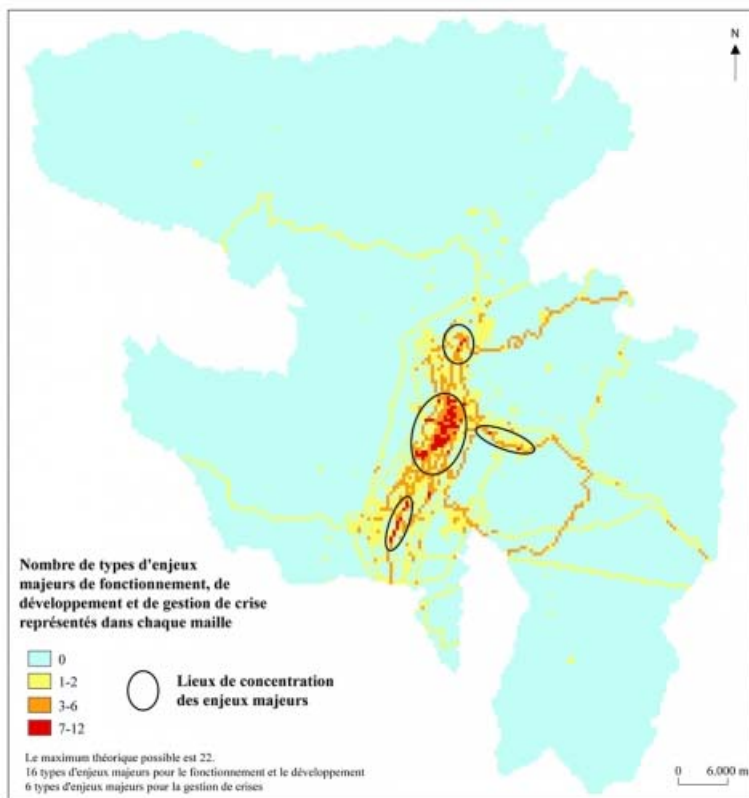 N
Nombre de types d'enjeux
majeurs de fonctionnement, de
développement et de gestion de crise
représentés dans chaque maille
0
1-2
3-6
7-12
Lieux de concentration
des enjeux majeurs
Le maximum théorique possible est 22.
16 types d'enjeux majeurs pour le fonctionnement et le développement
6 types d'enjeux majeurs pour la gestion de crises
0 6,000 m